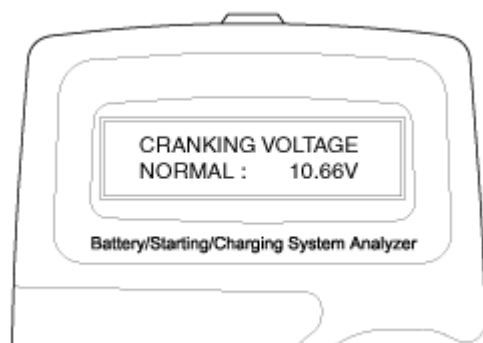 CRANKING VOLTAGE
NORMAL : 10.66V
Battery/Starting/Charging System Analyzer